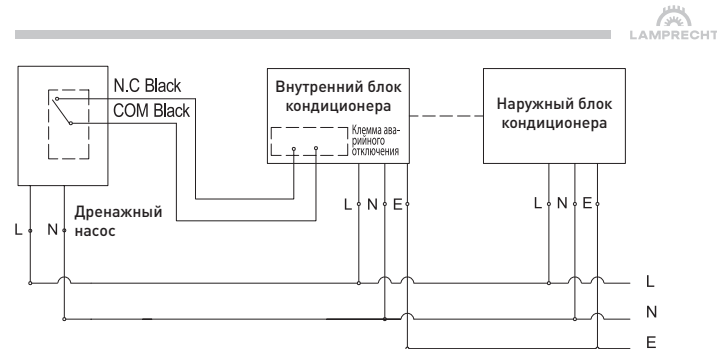 LAMPRECHT
N.C Black
COM Black
Внутренний блок
кондиционера
Клемма ава-
рийного
отключения
Наружный блок
кондиционера
Дренажный
насос
L
N
L
N
E
L
N
E
L
N
E